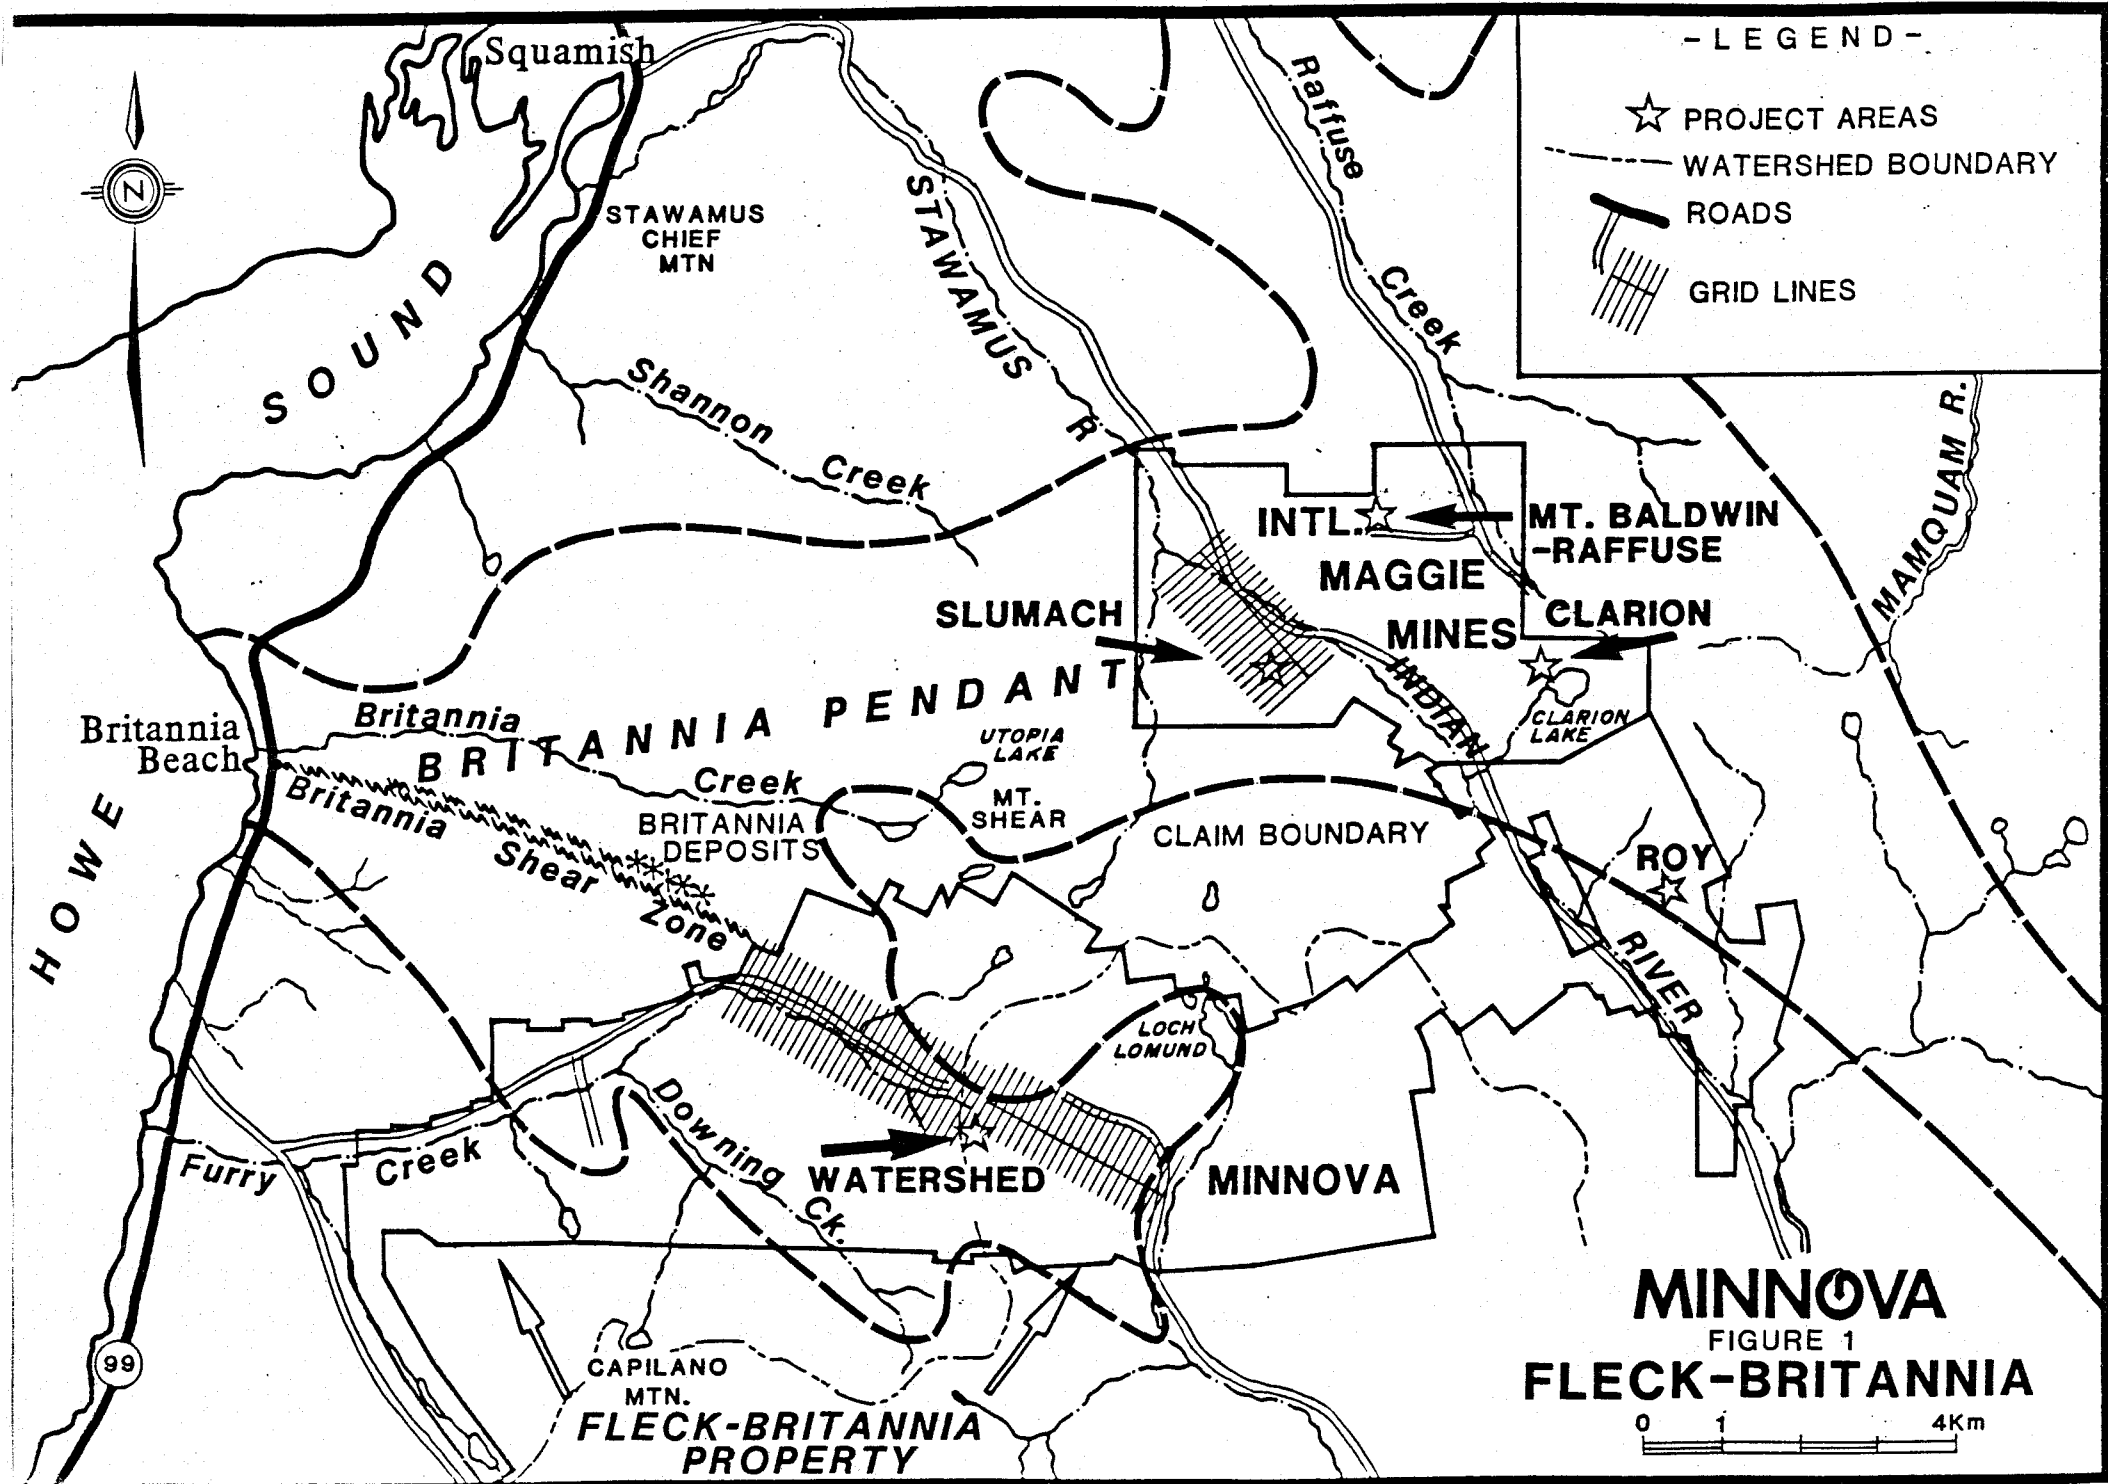 Squamish
- L E G E N D -
PROJECT AREAS
WATERSHED BOUNDARY
ROADS
GRID LINES
N
STAWAMUS
CHIEF
MTN
Raffuse
Creek
STAWAMUS
R
HOWE
SOUND
Shannon
Creek
MAMQUAM R.
INTL.
MAGGIE
MINES
MT. BALDWIN
-RAFFUSE
SLUMACH
CLARION
CLARION
LAKE
INDIAN
RIVER
BRITANNIA PENDANT
Britannia
Beach
Britannia
Creek
UTOPIA
LAKE
MT.
SHEAR
Britannia
Shear
Zone
BRITANNIA
DEPOSITS
CLAIM BOUNDARY
ROY
LOCH
LOMUND
Furry
Creek
Downing
Ck.
WATERSHED
MINNOVA
99
CAPILANO
MTN.
FLECK-BRITANNIA
PROPERTY
MINNOVA
FIGURE 1
FLECK-BRITANNIA
0 1 4Km